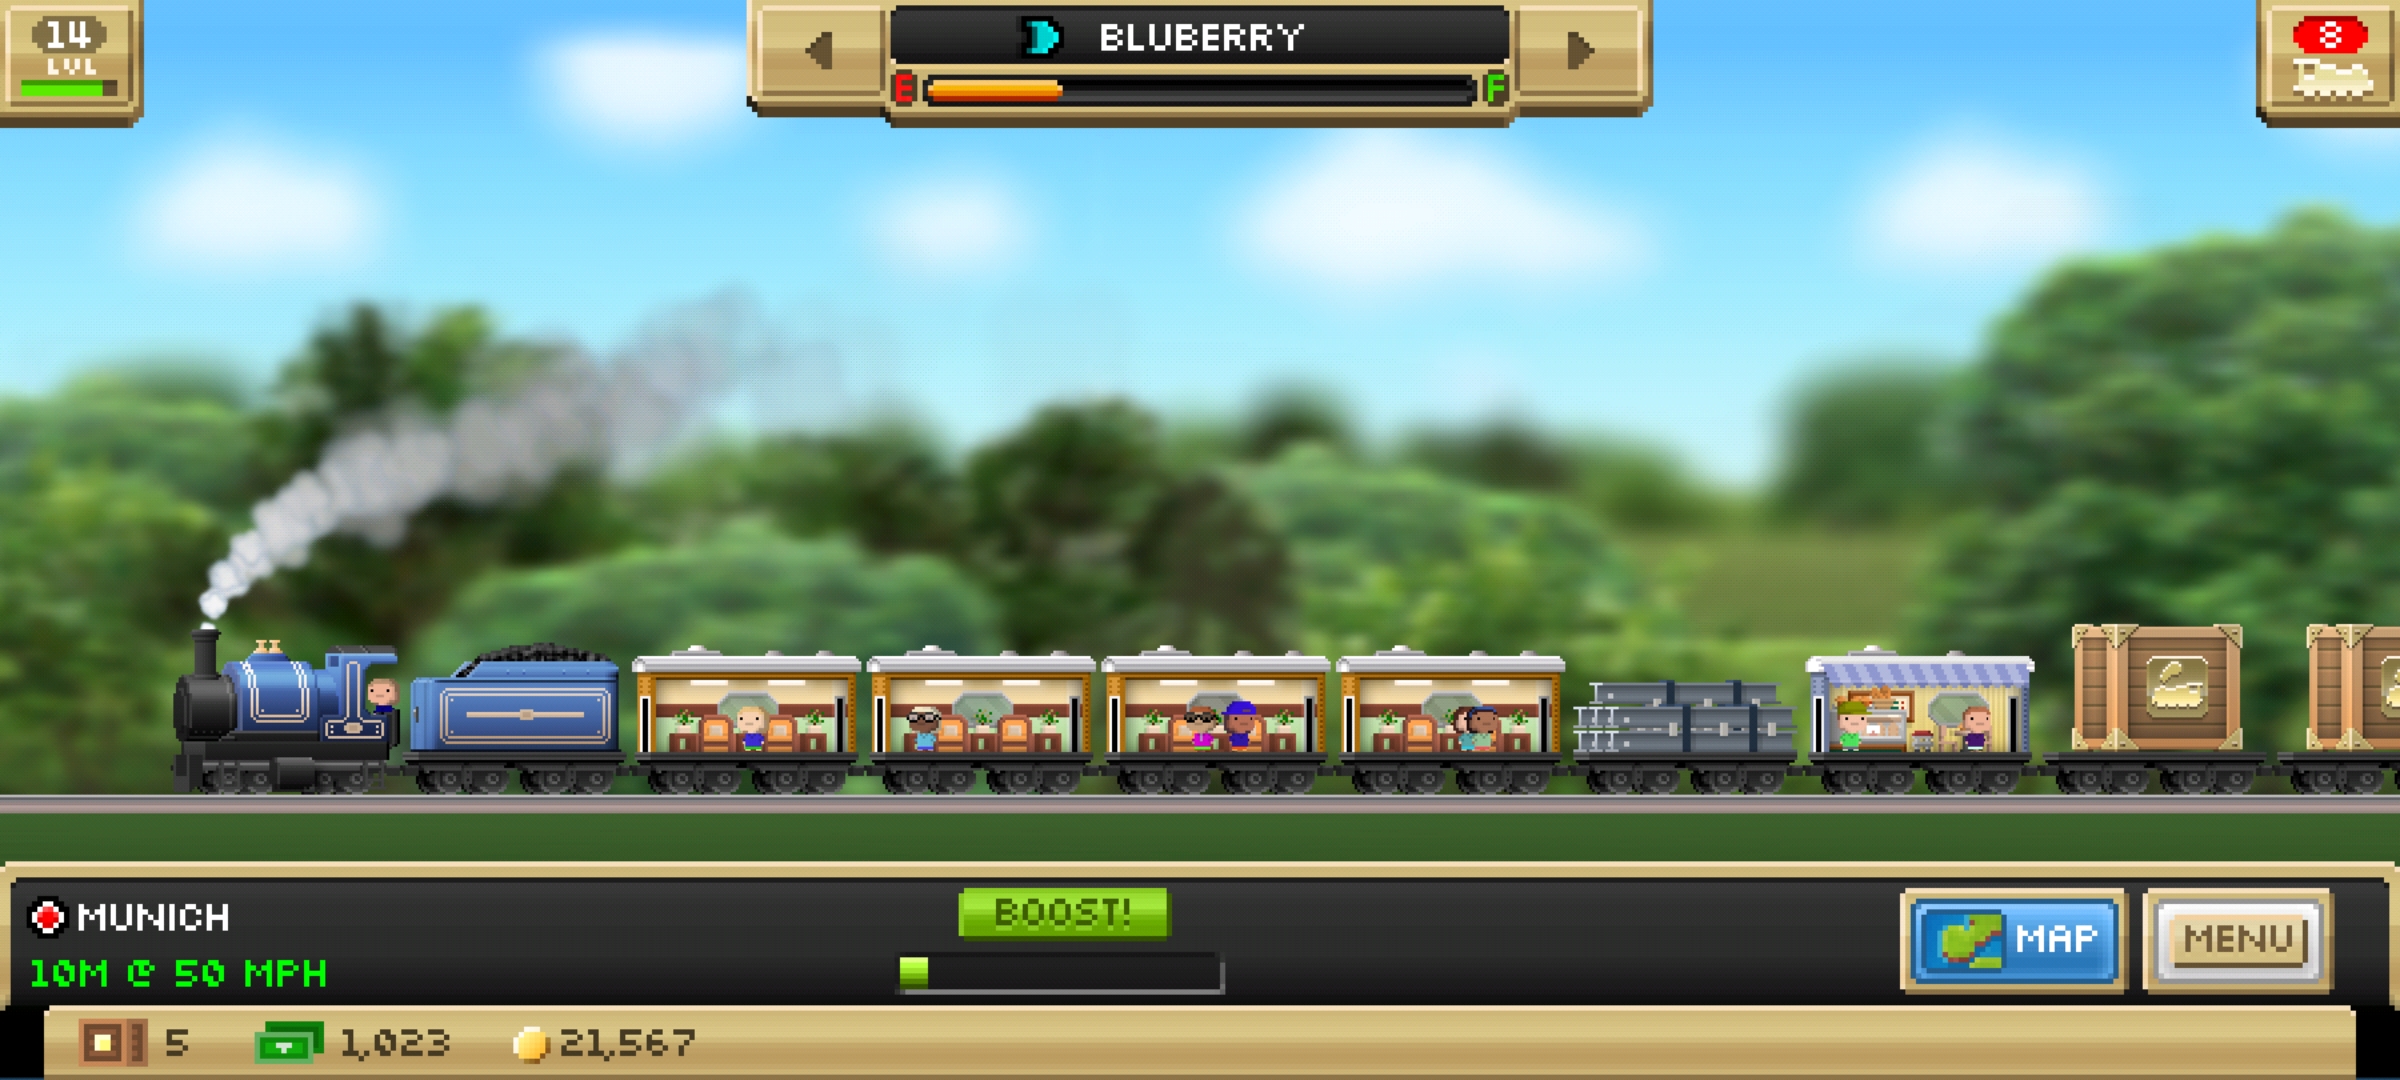 14
LVL
BLUBERRY
E F
8
MUNICH
10M @ 50 MPH
BOOST!
MAP
MENU
5 1,023 21,567